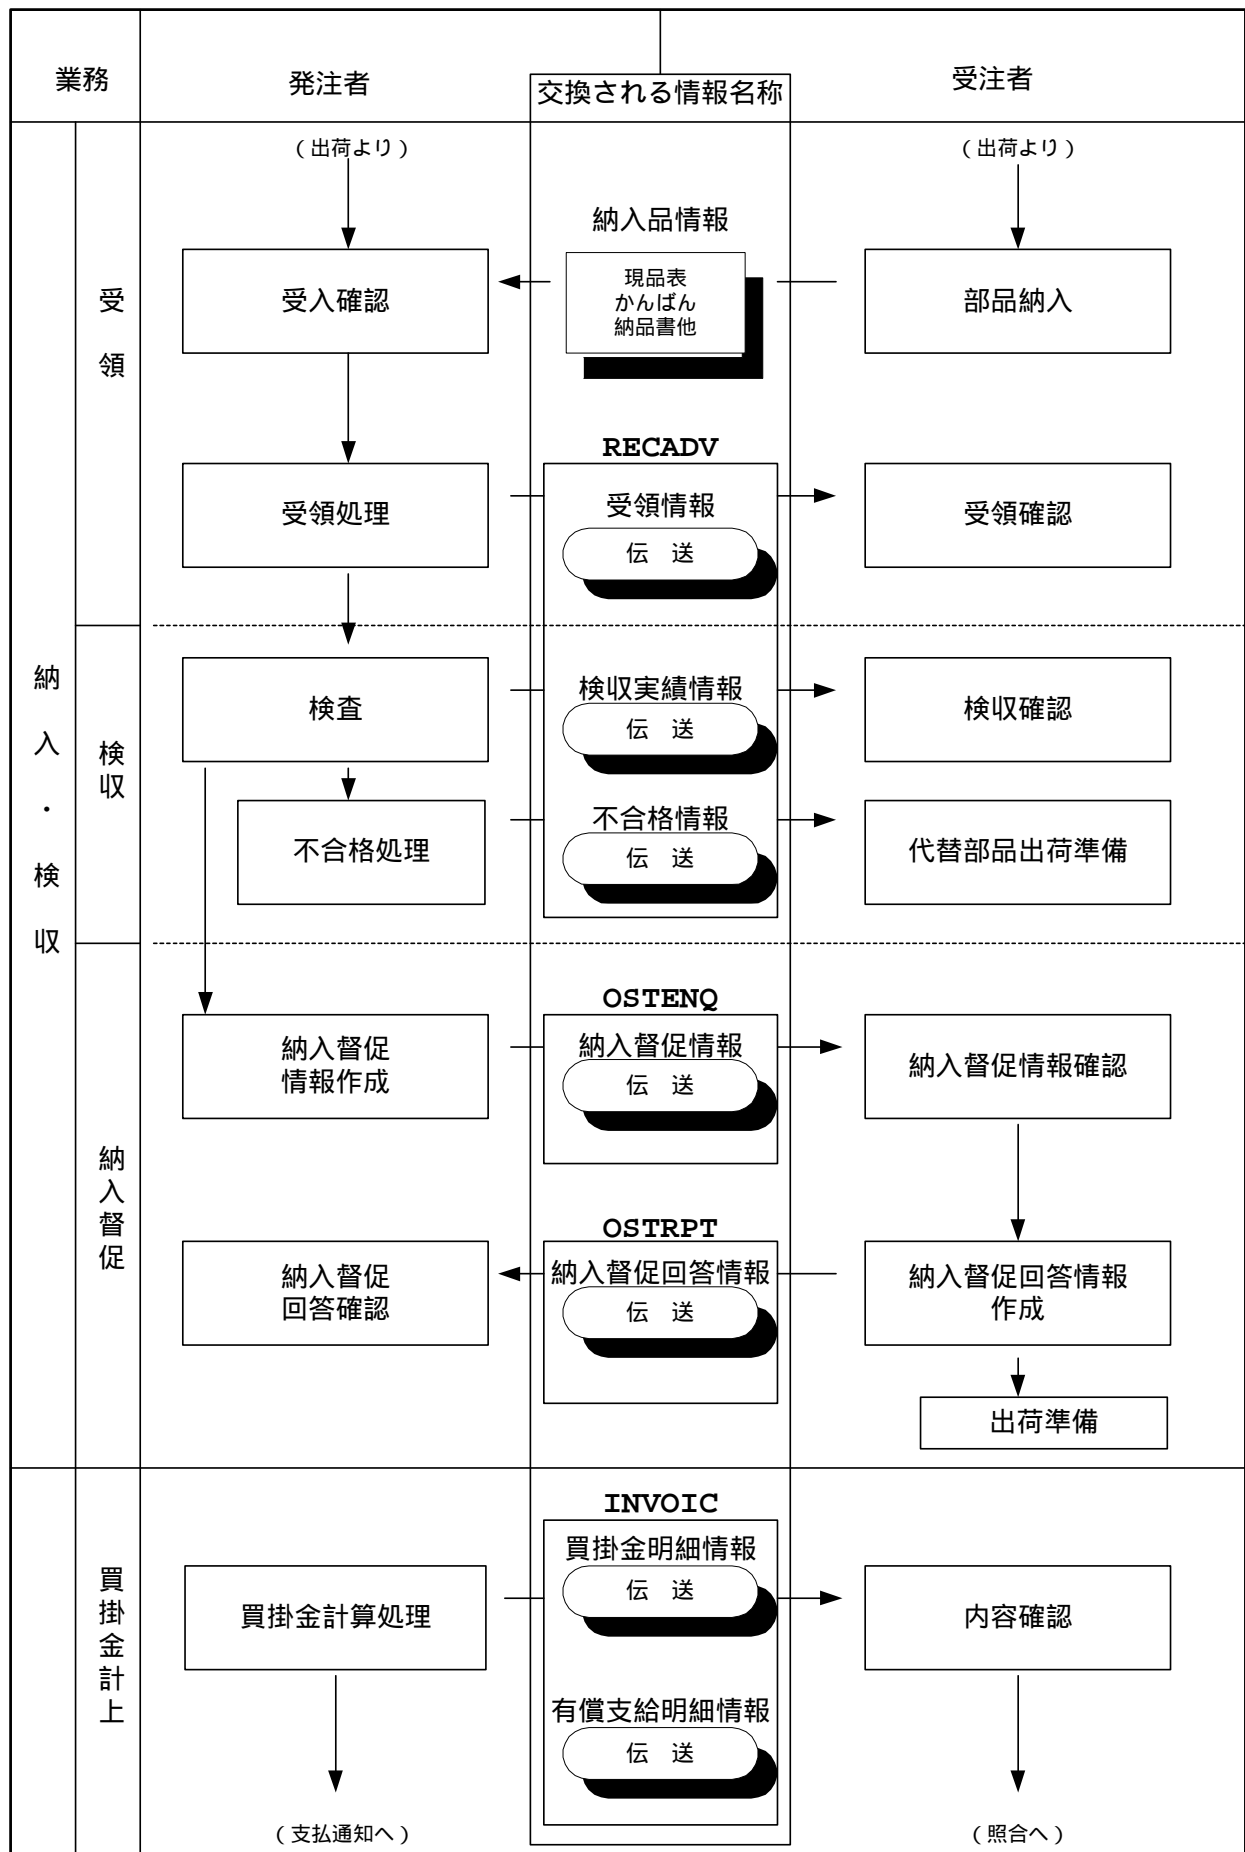 業務
発注者
交換される情報名称
受注者
納入・検収
受領
(出荷より)
(出荷より)
納入品情報
受入確認
現品表
かんばん
納品書他
部品納入
RECADV
受領処理
受領情報
伝 送
受領確認
検収
検査
検収実績情報
伝 送
検収確認
不合格処理
不合格情報
伝 送
代替部品出荷準備
納入督促
OSTENQ
納入督促
情報作成
納入督促情報
伝 送
納入督促情報確認
OSTRPT
納入督促
回答確認
納入督促回答情報
伝 送
納入督促回答情報
作成
出荷準備
買掛金計上
INVOIC
買掛金計算処理
買掛金明細情報
伝 送
内容確認
有償支給明細情報
伝 送
(支払通知へ)
(照合へ)